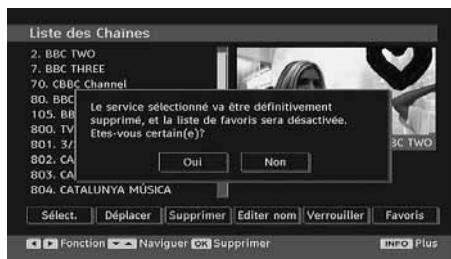 Liste des Chaînes
2. BBC TWO
7. BBC THREE
70. CBBC Channel
80. BBC
105. BB
800. TV
801. 3/
802. CA
803. CA
804. CATALUNYA MÚSICA
Le service sélectionné va être définitivement
supprimé, et la liste de favoris sera désactivée.
Etes-vous certain(e)?
Oui Non
BC TWO
Sélect. Déplacer Supprimer Editer nom Verrouiller Favoris
Fonction Naviguer OK Supprimer INFO Plus